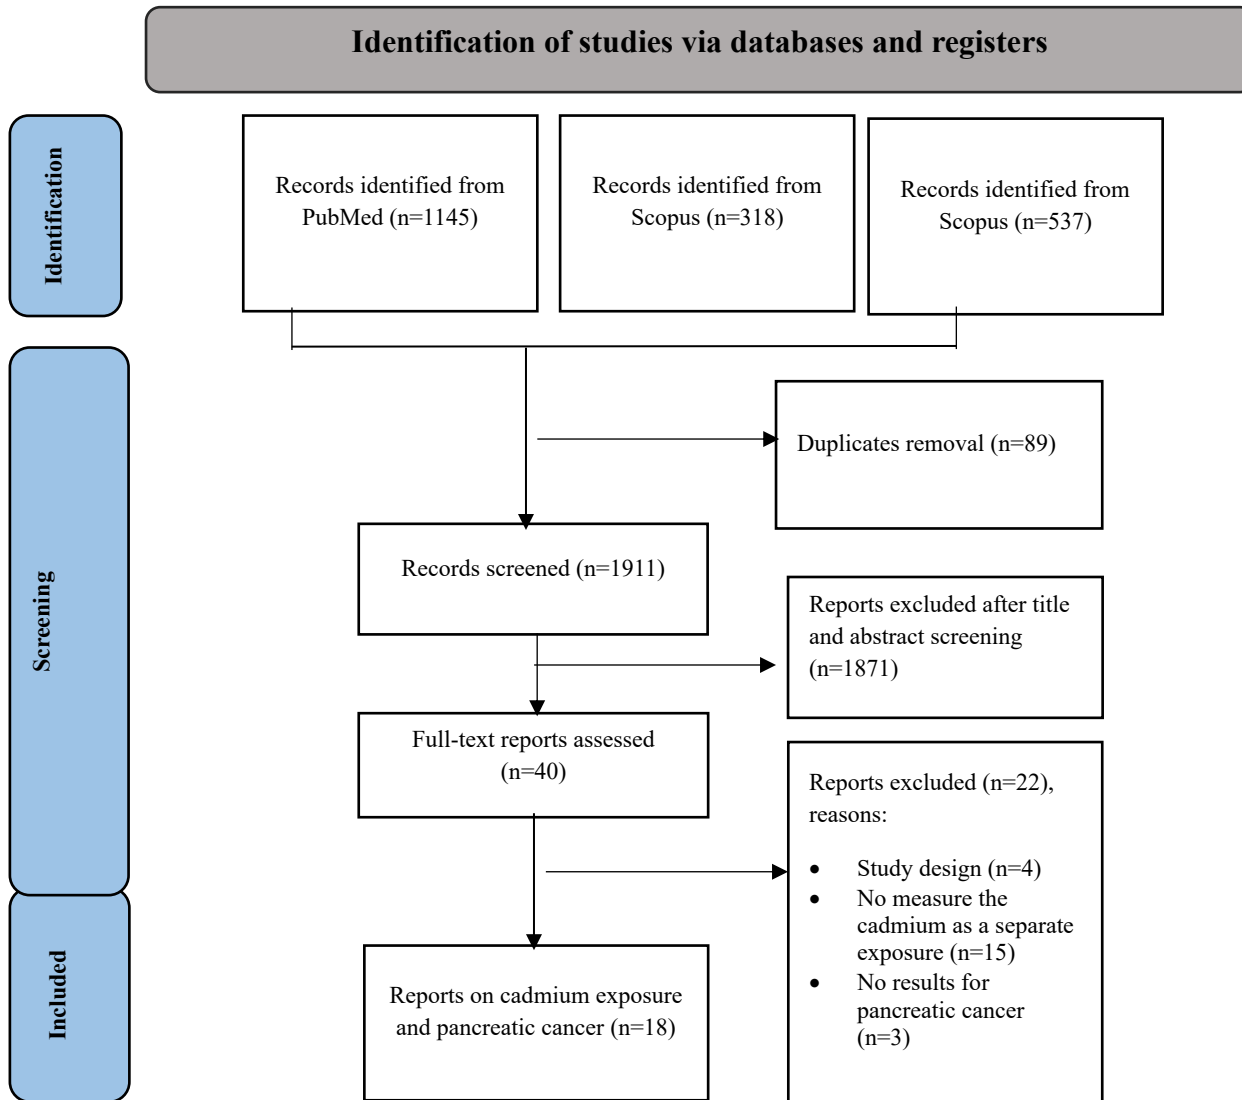 Identification of studies via databases and registers
Identification
Records identified from
PubMed (n=1145)
Records identified from
Scopus (n=318)
Records identified from
Scopus (n=537)
Screening
Duplicates removal (n=89)
Records screened (n=1911)
Reports excluded after title
and abstract screening
(n=1871)
Full-text reports assessed
(n=40)
Reports excluded (n=22),
reasons:
• Study design (n=4)
• No measure the
cadmium as a separate
exposure (n=15)
• No results for
pancreatic cancer
(n=3)
Included
Reports on cadmium exposure
and pancreatic cancer (n=18)